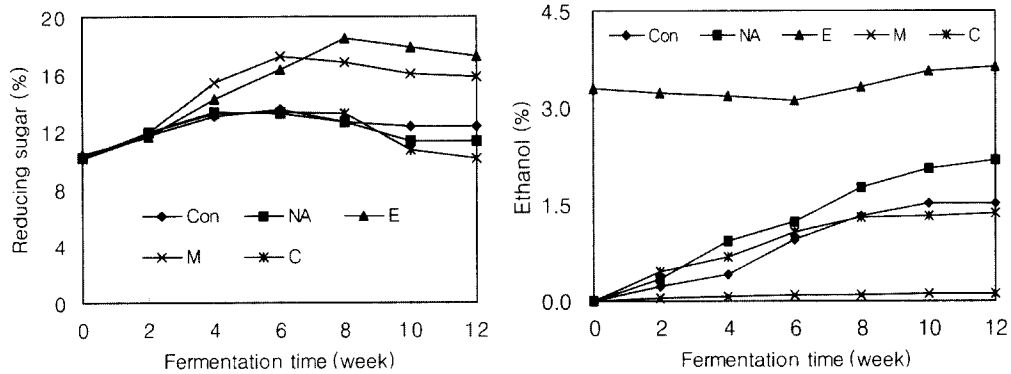 Reducing sugar (%)
20
16
12
8
4
0
Con NA E
M C
0 2 4 6 8 10 12
Fermentation time (week)
Ethanol (%)
4.5
3.0
1.5
0.0
Con NA E M C
0 2 4 6 8 10 12
Fermentation time (week)